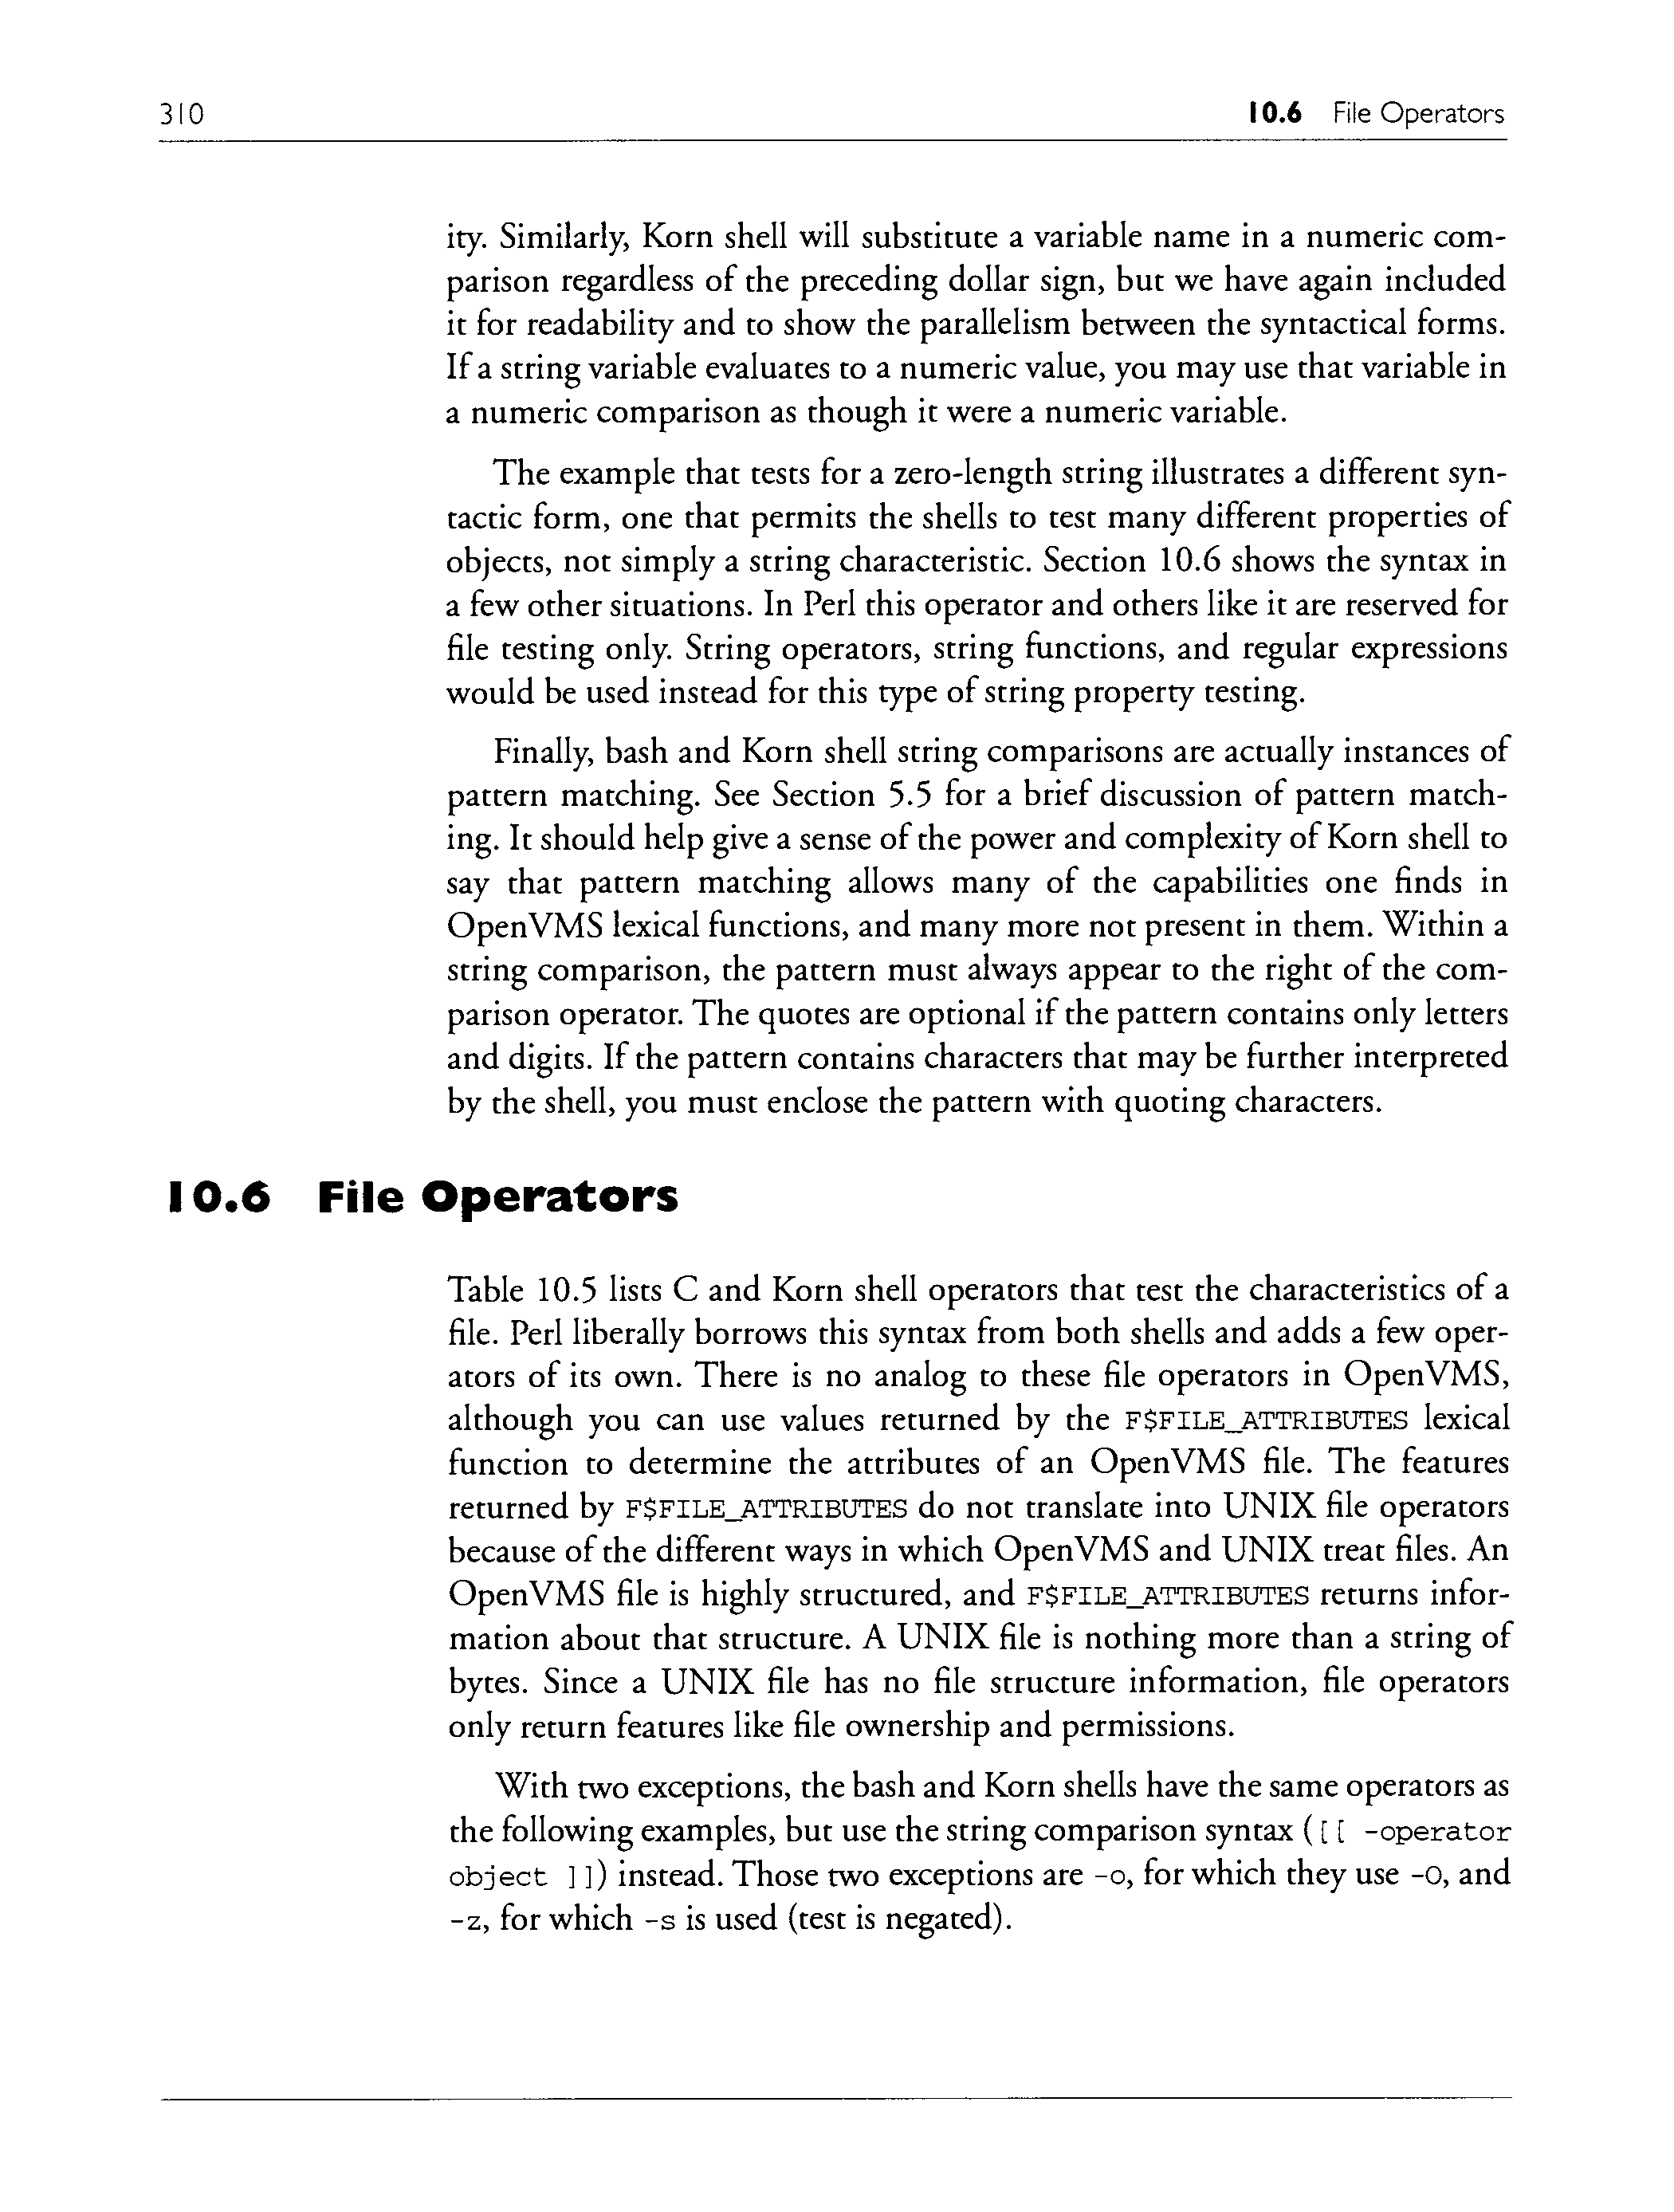 310
10.6 File Operators
ity. Similarly, Korn shell will substitute a variable name in a numeric com-
parison regardless of the preceding dollar sign, but we have again included
it for readability and to show the parallelism between the syntactical forms.
If a string variable evaluates to a numeric value, you may use that variable in
a numeric comparison as though it were a numeric variable.
The example that tests for a zero-length string illustrates a different syn-
tactic form, one that permits the shells to test many different properties of
objects, not simply a string characteristic. Section 10.6 shows the syntax in
a few other situations. In Perl this operator and others like it are reserved for
file testing only. String operators, string functions, and regular expressions
would be used instead for this type of string property testing.
Finally, bash and Korn shell string comparisons are actually instances of
pattern matching. See Section 5.5 for a brief discussion of pattern match-
ing. It should help give a sense of the power and complexity of Korn shell to
say that pattern matching allows many of the capabilities one finds in
OpenVMS lexical functions, and many more not present in them. Within a
string comparison, the pattern must always appear to the right of the com-
parison operator. The quotes are optional if the pattern contains only letters
and digits. If the pattern contains characters that may be further interpreted
by the shell, you must enclose the pattern with quoting characters.
10.6 File Operators
Table 10.5 lists C and Korn shell operators that test the characteristics of a
file. Perl liberally borrows this syntax from both shells and adds a few oper-
ators of its own. There is no analog to these file operators in OpenVMS,
although you can use values returned by the F$FILE_ATTRIBUTES lexical
function to determine the attributes of an OpenVMS file. The features
returned by F$FILE_ATTRIBUTES do not translate into UNIX file operators
because of the different ways in which OpenVMS and UNIX treat files. An
OpenVMS file is highly structured, and F$FILE_ATTRIBUTES returns infor-
mation about that structure. A UNIX file is nothing more than a string of
bytes. Since a UNIX file has no file structure information, file operators
only return features like file ownership and permissions.
With two exceptions, the bash and Korn shells have the same operators as
the following examples, but use the string comparison syntax ([[ -operator
object ]]) instead. Those two exceptions are -o, for which they use -O, and
-z, for which -s is used (test is negated).